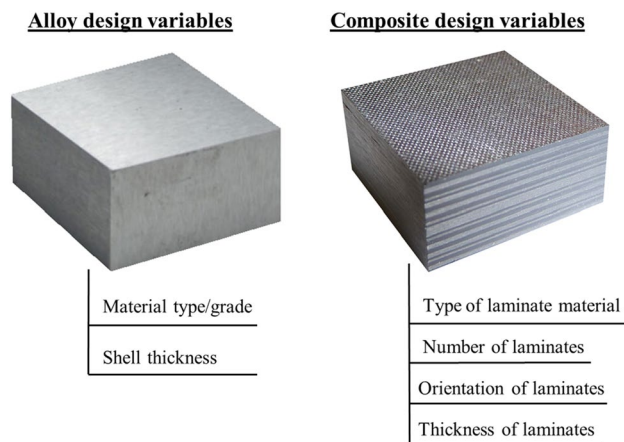 Alloy design variables
Composite design variables
Material type/grade
Shell thickness
Type of laminate material
Number of laminates
Orientation of laminates
Thickness of laminates